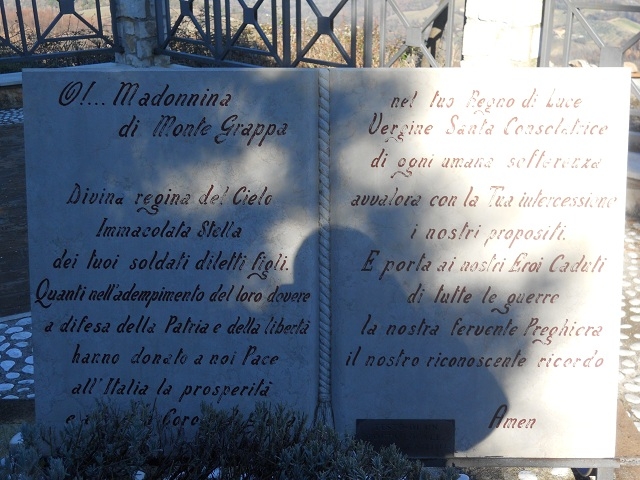 O!... Madonnina
di Monte Grappa
Divina regina del Cielo
Immacolata Stella
dei tuoi soldati diletti figli.
Quanti nell'adempimento del loro dovere
a difesa della Patria e della libertà
hanno donato a noi Pace
all'Italia la prosperità
nel tuo Regno di Luce
Vergine Santa Consolatrice
di ogni umana sofferenza
avvalora con la Tua intercessione
i nostri propositi.
E porta ai nostri Eroi Caduti
di tutte le guerre
la nostra fervente Preghiera
il nostro riconoscente ricordo
Amen